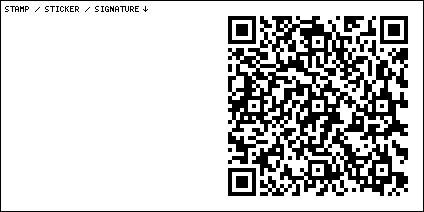 STAMP / STICKER / SIGNATURE ↓